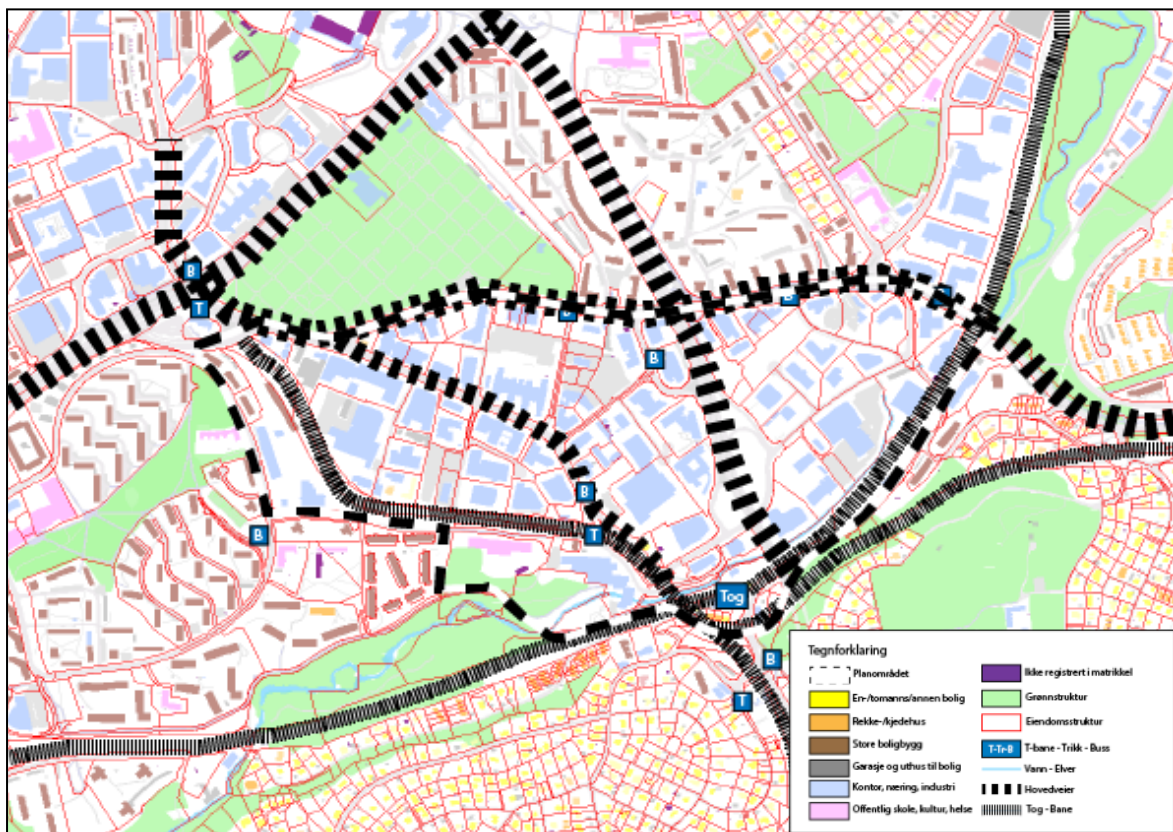 B
T
B
B
B
B
B
T
B
Tog
B
T
Tegnforklaring
Planområdet
En-/tomanns/annen bolig
Rekke-/kjedehus
Store boligbygg
Garasje og uthus til bolig
Kontor, næring, industri
Offentlig skole, kultur, helse
Ikke registrert i matrikkel
Grønnstruktur
Eiendomsstruktur
T-Tr-B T-bane - Trikk - Buss
Vann - Elver
Hovedveier
Tog - Bane